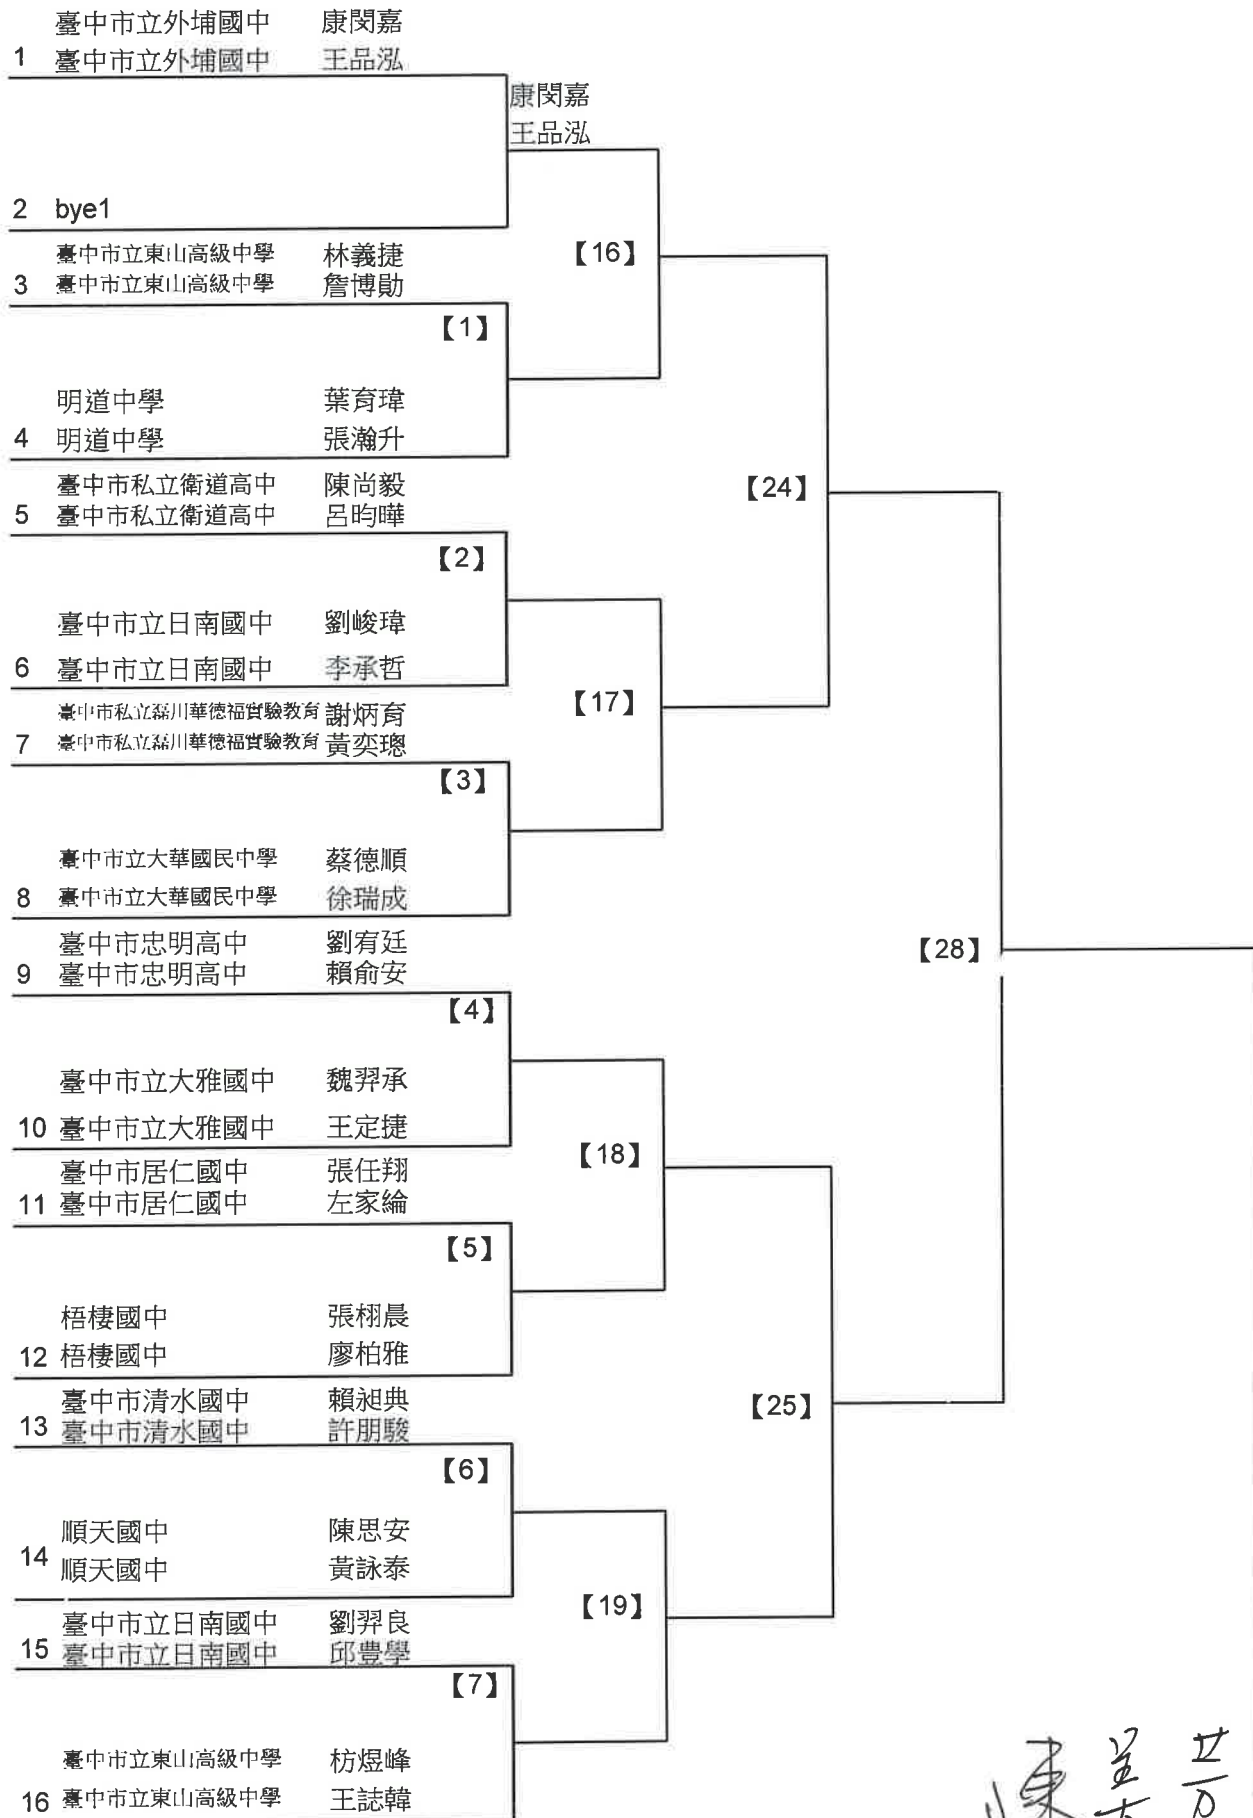 臺中市立外埔國中 康閔嘉
1 臺中市立外埔國中 王品泓
康閔嘉
王品泓
2 bye1
【16】
臺中市立東山高級中學 林義捷
3 臺中市立東山高級中學 詹博勛
【1】
明道中學 葉育瑋
4 明道中學 張瀚升
臺中市私立衛道高中 陳尚毅
5 臺中市私立衛道高中 呂昀曄
【24】
【2】
臺中市立日南國中 劉峻瑋
6 臺中市立日南國中 李承哲
【17】
臺中市私立磊川華德福實驗教育 謝炳育
7 臺中市私立磊川華德福實驗教育 黃奕璁
【3】
臺中市立大華國民中學 蔡德順
8 臺中市立大華國民中學 徐瑞成
臺中市忠明高中 劉宥廷
9 臺中市忠明高中 賴俞安
【28】
【4】
臺中市立大雅國中 魏羿承
10 臺中市立大雅國中 王定捷
【18】
臺中市居仁國中 張任翔
11 臺中市居仁國中 左家綸
【5】
梧棲國中 張栩晨
12 梧棲國中 廖柏雅
臺中市清水國中 賴昶典
13 臺中市清水國中 許朋駿
【25】
【6】
順天國中 陳思安
14 順天國中 黃詠泰
【19】
臺中市立日南國中 劉羿良
15 臺中市立日南國中 邱豊學
【7】
臺中市立東山高級中學 枋煜峰
16 臺中市立東山高級中學 王誌韓